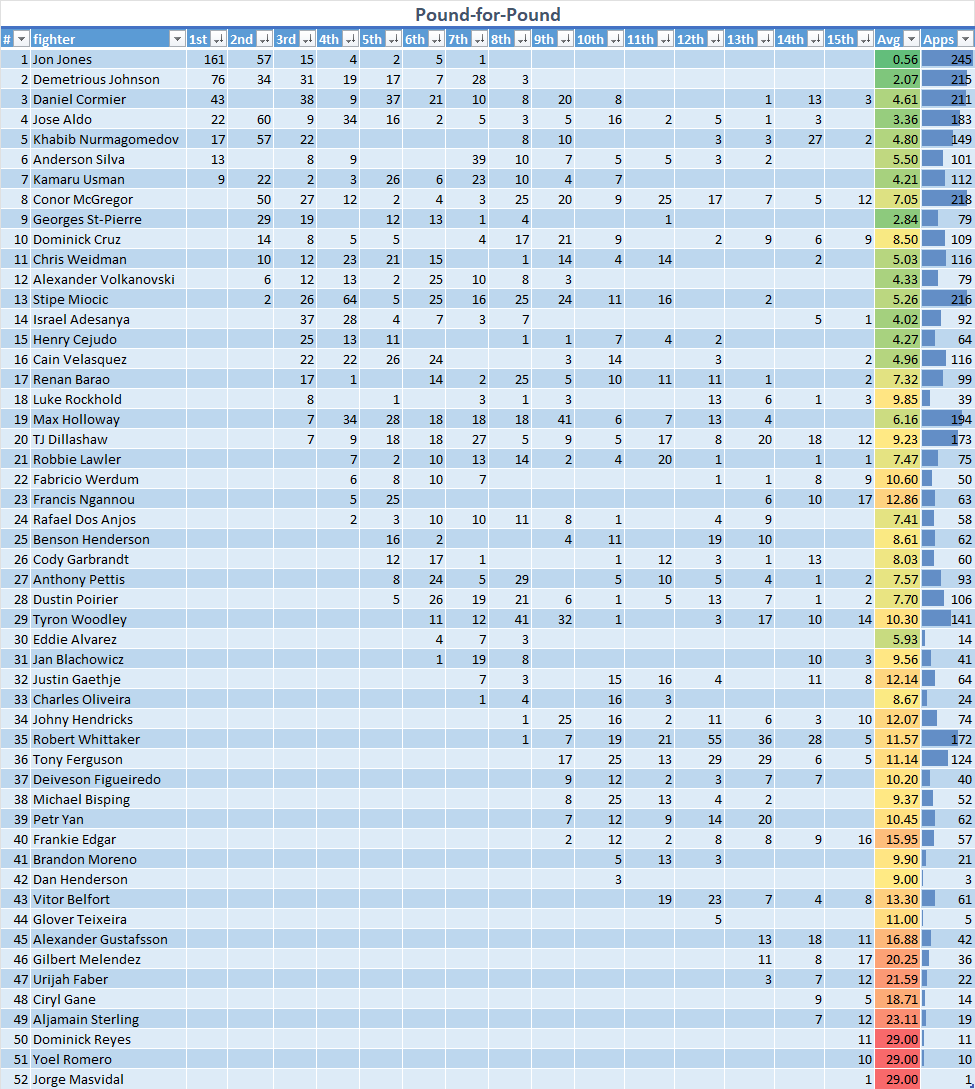 Pound-for-Pound
# fighter 1st 2nd 3rd 4th 5th 6th 7th 8th 9th 10th 11th 12th 13th 14th 15th Avg Apps
1 Jon Jones 161 57 15 4 2 5 1 0.56 245
2 Demetrious Johnson 76 34 31 19 17 7 28 3 2.07 215
3 Daniel Cormier 43 38 9 37 21 10 8 20 8 1 13 3 4.61 211
4 Jose Aldo 22 60 9 34 16 2 5 3 5 16 2 5 1 3 3.36 183
5 Khabib Nurmagomedov 17 57 22 8 10 3 3 27 2 4.80 149
6 Anderson Silva 13 8 9 39 10 7 5 5 3 2 5.50 101
7 Kamaru Usman 9 22 2 3 26 6 23 10 4 7 4.21 112
8 Conor McGregor 50 27 12 2 4 3 25 20 9 25 17 7 5 12 7.05 218
9 Georges St-Pierre 29 19 12 13 1 4 1 2.84 79
10 Dominick Cruz 14 8 5 5 4 17 21 9 2 9 6 9 8.50 109
11 Chris Weidman 10 12 23 21 15 1 14 4 14 2 5.03 116
12 Alexander Volkanovski 6 12 13 2 25 10 8 3 4.33 79
13 Stipe Miocic 2 26 64 5 25 16 25 24 11 16 2 5.26 216
14 Israel Adesanya 37 28 4 7 3 7 5 1 4.02 92
15 Henry Cejudo 25 13 11 1 1 7 4 2 4.27 64
16 Cain Velasquez 22 22 26 24 3 14 3 2 4.96 116
17 Renan Barao 17 1 14 2 25 5 10 11 11 1 2 7.32 99
18 Luke Rockhold 8 1 3 1 3 13 6 1 3 9.85 39
19 Max Holloway 7 34 28 18 18 18 41 6 7 13 4 6.16 194
20 TJ Dillashaw 7 9 18 18 27 5 9 5 17 8 20 18 12 9.23 173
21 Robbie Lawler 7 2 10 13 14 2 4 20 1 1 1 7.47 75
22 Fabricio Werdum 6 8 10 7 1 1 8 9 10.60 50
23 Francis Ngannou 5 25 6 10 17 12.86 63
24 Rafael Dos Anjos 2 3 10 10 11 8 1 4 9 7.41 58
25 Benson Henderson 16 2 4 11 19 10 8.61 62
26 Cody Garbrandt 12 17 1 1 12 3 1 13 8.03 60
27 Anthony Pettis 8 24 5 29 5 10 5 4 1 2 7.57 93
28 Dustin Poirier 5 26 19 21 6 1 5 13 7 1 2 7.70 106
29 Tyron Woodley 11 12 41 32 1 3 17 10 14 10.30 141
30 Eddie Alvarez 4 7 3 5.93 14
31 Jan Blachowicz 1 19 8 10 3 9.56 41
32 Justin Gaethje 7 3 15 16 4 11 8 12.14 64
33 Charles Oliveira 1 4 16 3 8.67 24
34 Johny Hendricks 1 25 16 2 11 6 3 10 12.07 74
35 Robert Whittaker 1 7 19 21 55 36 28 5 11.57 172
36 Tony Ferguson 17 25 13 29 29 6 5 11.14 124
37 Deiveson Figueiredo 9 12 2 3 7 7 10.20 40
38 Michael Bisping 8 25 13 4 2 9.37 52
39 Petr Yan 7 12 9 14 20 10.45 62
40 Frankie Edgar 2 12 2 8 8 9 16 15.95 57
41 Brandon Moreno 5 13 3 9.90 21
42 Dan Henderson 3 9.00 3
43 Vitor Belfort 19 23 7 4 8 13.30 61
44 Glover Teixeira 5 11.00 5
45 Alexander Gustafsson 13 18 11 16.88 42
46 Gilbert Melendez 11 8 17 20.25 36
47 Urijah Faber 3 7 12 21.59 22
48 Ciryl Gane 9 5 18.71 14
49 Aljamain Sterling 7 12 23.11 19
50 Dominick Reyes 11 29.00 11
51 Yoel Romero 10 29.00 10
52 Jorge Masvidal 1 29.00 1